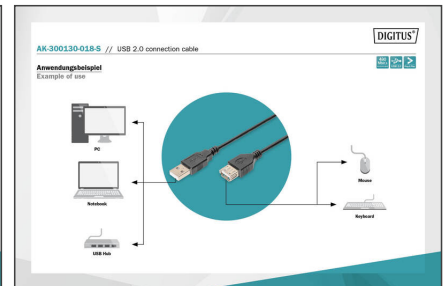 DIGITUS®
AK-300130-018-S // USB 2.0 connection cable
Anwendungsbeispiel
Example of use
PC
Notebook
USB Hub
Mouse
Keyboard